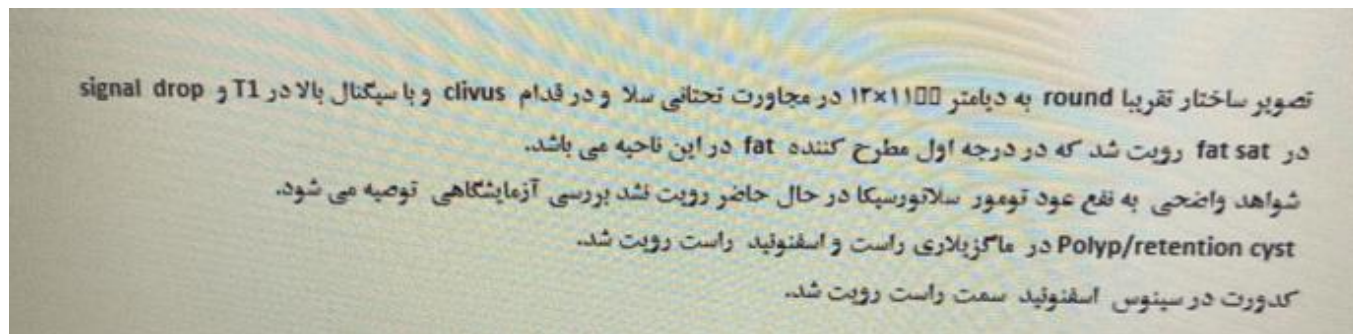 تصویر ساختار تقریبا round به دیامتر ۱۲×۱۱ در مجاورت تحتانی سلا و در قدام clivus و با سیگنال بالا در T1 و signal drop
در fat sat رویت شد که در درجه اول مطرح کننده fat در این ناحیه می باشد.
شواهد واضحی به نفع عود تومور سلاتورسیکا در حال حاضر رویت نشد بررسی آزمایشگاهی توصیه می شود.
Polyp/retention cyst در ماگزیلاری راست و اسفنوئید راست رویت شد.
کدورت در سینوس اسفنوئید سمت راست رویت شد.